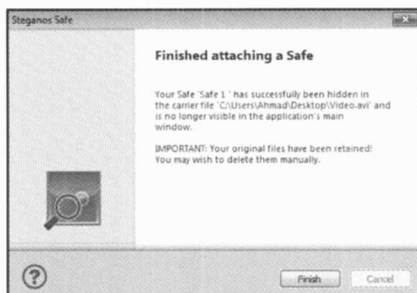 Steganos Safe
Finished attaching a Safe
Your Safe 'Safe 1 ' has successfully been hidden in
the carrier file 'C:\Users\Ahmad\Desktop\Video.avi' and
is no longer visible in the application's main
window.
IMPORTANT: Your original files have been retained!
You may wish to delete them manually.
?
Finish
Cancel